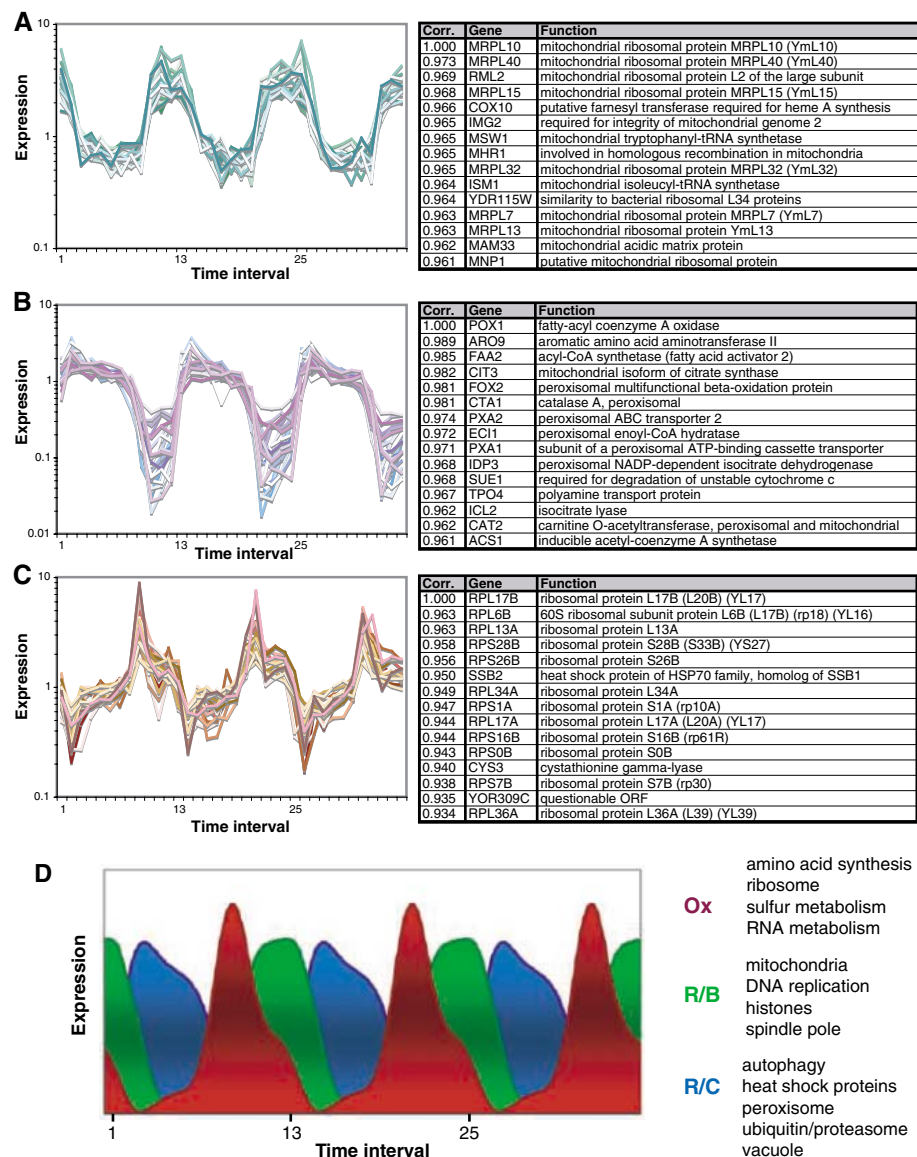 A
Expression
10
1
0.1
1 13 25
Time interval
Corr. Gene Function
1.000 MRPL10 mitochondrial ribosomal protein MRPL10 (YmL10)
0.973 MRPL40 mitochondrial ribosomal protein MRPL40 (YmL40)
0.969 RML2 mitochondrial ribosomal protein L2 of the large subunit
0.968 MRPL15 mitochondrial ribosomal protein MRPL15 (YmL15)
0.966 COX10 putative farnesyl transferase required for heme A synthesis
0.965 IMG2 required for integrity of mitochondrial genome 2
0.965 MSW1 mitochondrial tryptophanyl-tRNA synthetase
0.965 MHR1 involved in homologous recombination in mitochondria
0.965 MRPL32 mitochondrial ribosomal protein MRPL32 (YmL32)
0.964 ISM1 mitochondrial isoleucyl-tRNA synthetase
0.964 YDR115W similarity to bacterial ribosomal L34 proteins
0.963 MRPL7 mitochondrial ribosomal protein MRPL7 (YmL7)
0.963 MRPL13 mitochondrial ribosomal protein YmL13
0.962 MAM33 mitochondrial acidic matrix protein
0.961 MNP1 putative mitochondrial ribosomal protein
B
Expression
10
1
0.1
0.01
1 13 25
Time interval
Corr. Gene Function
1.000 POX1 fatty-acyl coenzyme A oxidase
0.989 ARO9 aromatic amino acid aminotransferase II
0.985 FAA2 acyl-CoA synthetase (fatty acid activator 2)
0.982 CIT3 mitochondrial isoform of citrate synthase
0.981 FOX2 peroxisomal multifunctional beta-oxidation protein
0.981 CTA1 catalase A, peroxisomal
0.974 PXA2 peroxisomal ABC transporter 2
0.972 ECI1 peroxisomal enoyl-CoA hydratase
0.971 PXA1 subunit of a peroxisomal ATP-binding cassette transporter
0.968 IDP3 peroxisomal NADP-dependent isocitrate dehydrogenase
0.968 SUE1 required for degradation of unstable cytochrome c
0.967 TPO4 polyamine transport protein
0.962 ICL2 isocitrate lyase
0.962 CAT2 carnitine O-acetyltransferase, peroxisomal and mitochondrial
0.961 ACS1 inducible acetyl-coenzyme A synthetase
C
Expression
10
1
0.1
1 13 25
Time interval
Corr. Gene Function
1.000 RPL17B ribosomal protein L17B (L20B) (YL17)
0.963 RPL6B 60S ribosomal subunit protein L6B (L17B) (rp18) (YL16)
0.963 RPL13A ribosomal protein L13A
0.958 RPS28B ribosomal protein S28B (S33B) (YS27)
0.956 RPS26B ribosomal protein S26B
0.950 SSB2 heat shock protein of HSP70 family, homolog of SSB1
0.949 RPL34A ribosomal protein L34A
0.947 RPS1A ribosomal protein S1A (rp10A)
0.944 RPL17A ribosomal protein L17A (L20A) (YL17)
0.944 RPS16B ribosomal protein S16B (rp61R)
0.943 RPS0B ribosomal protein S0B
0.940 CYS3 cystathionine gamma-lyase
0.938 RPS7B ribosomal protein S7B (rp30)
0.935 YOR309C questionable ORF
0.934 RPL36A ribosomal protein L36A (L39) (YL39)
D
Expression
1 13 25
Time interval
Ox
amino acid synthesis
ribosome
sulfur metabolism
RNA metabolism
R/B
mitochondria
DNA replication
histones
spindle pole
R/C
autophagy
heat shock proteins
peroxisome
ubiquitin/proteasome
vacuole